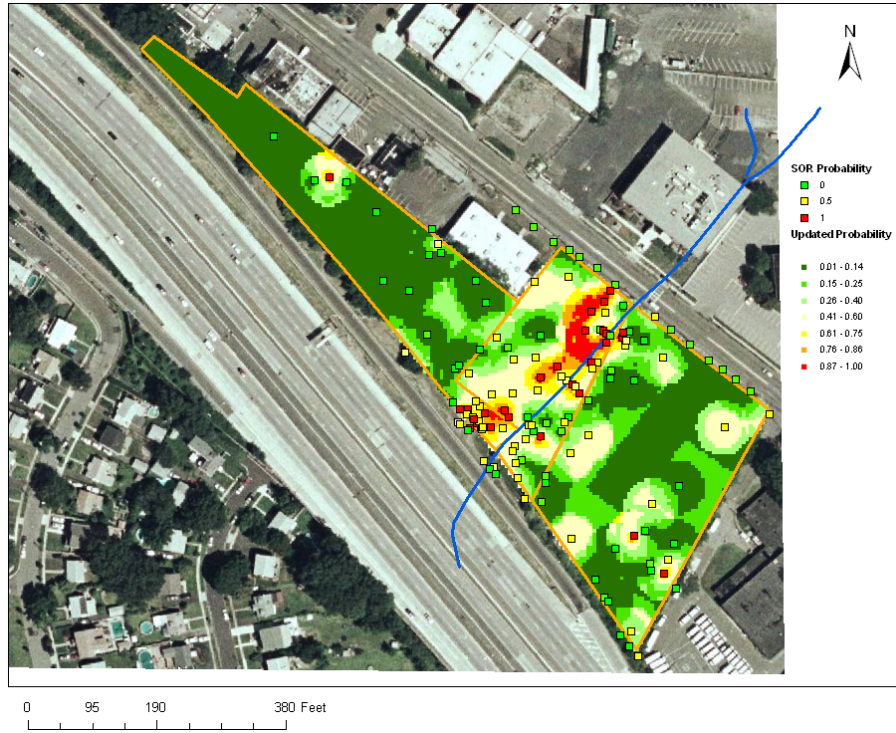 N
SOR Probability
0
0.5
1
Updated Probability
0.01 - 0.14
0.15 - 0.25
0.26 - 0.40
0.41 - 0.60
0.61 - 0.75
0.76 - 0.86
0.87 - 1.00
0 95 190 380 Feet